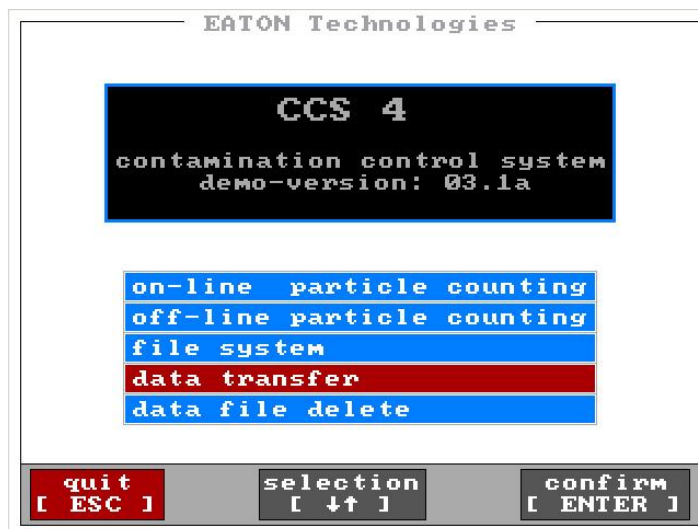 EATON Technologies
CCS 4
contamination control system
demo-version: 03.1a
on-line particle counting
off-line particle counting
file system
data transfer
data file delete
quit selection confirm
[ ESC ] [ ↓↑ ] [ ENTER ]